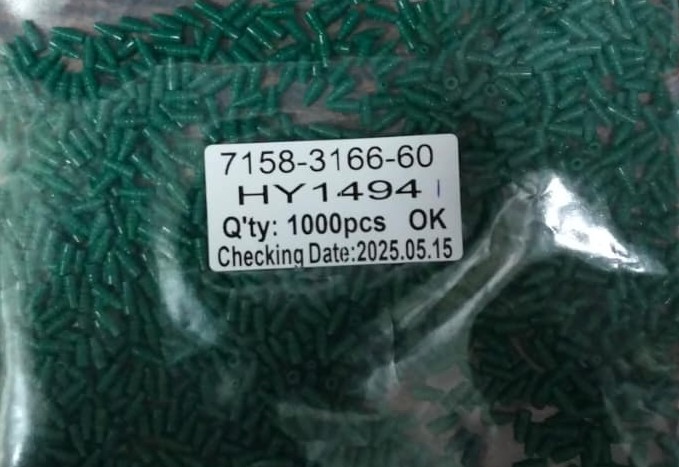 7158-3166-60
HY1494
Q'ty: 1000pcs OK
Checking Date:2025.05.15